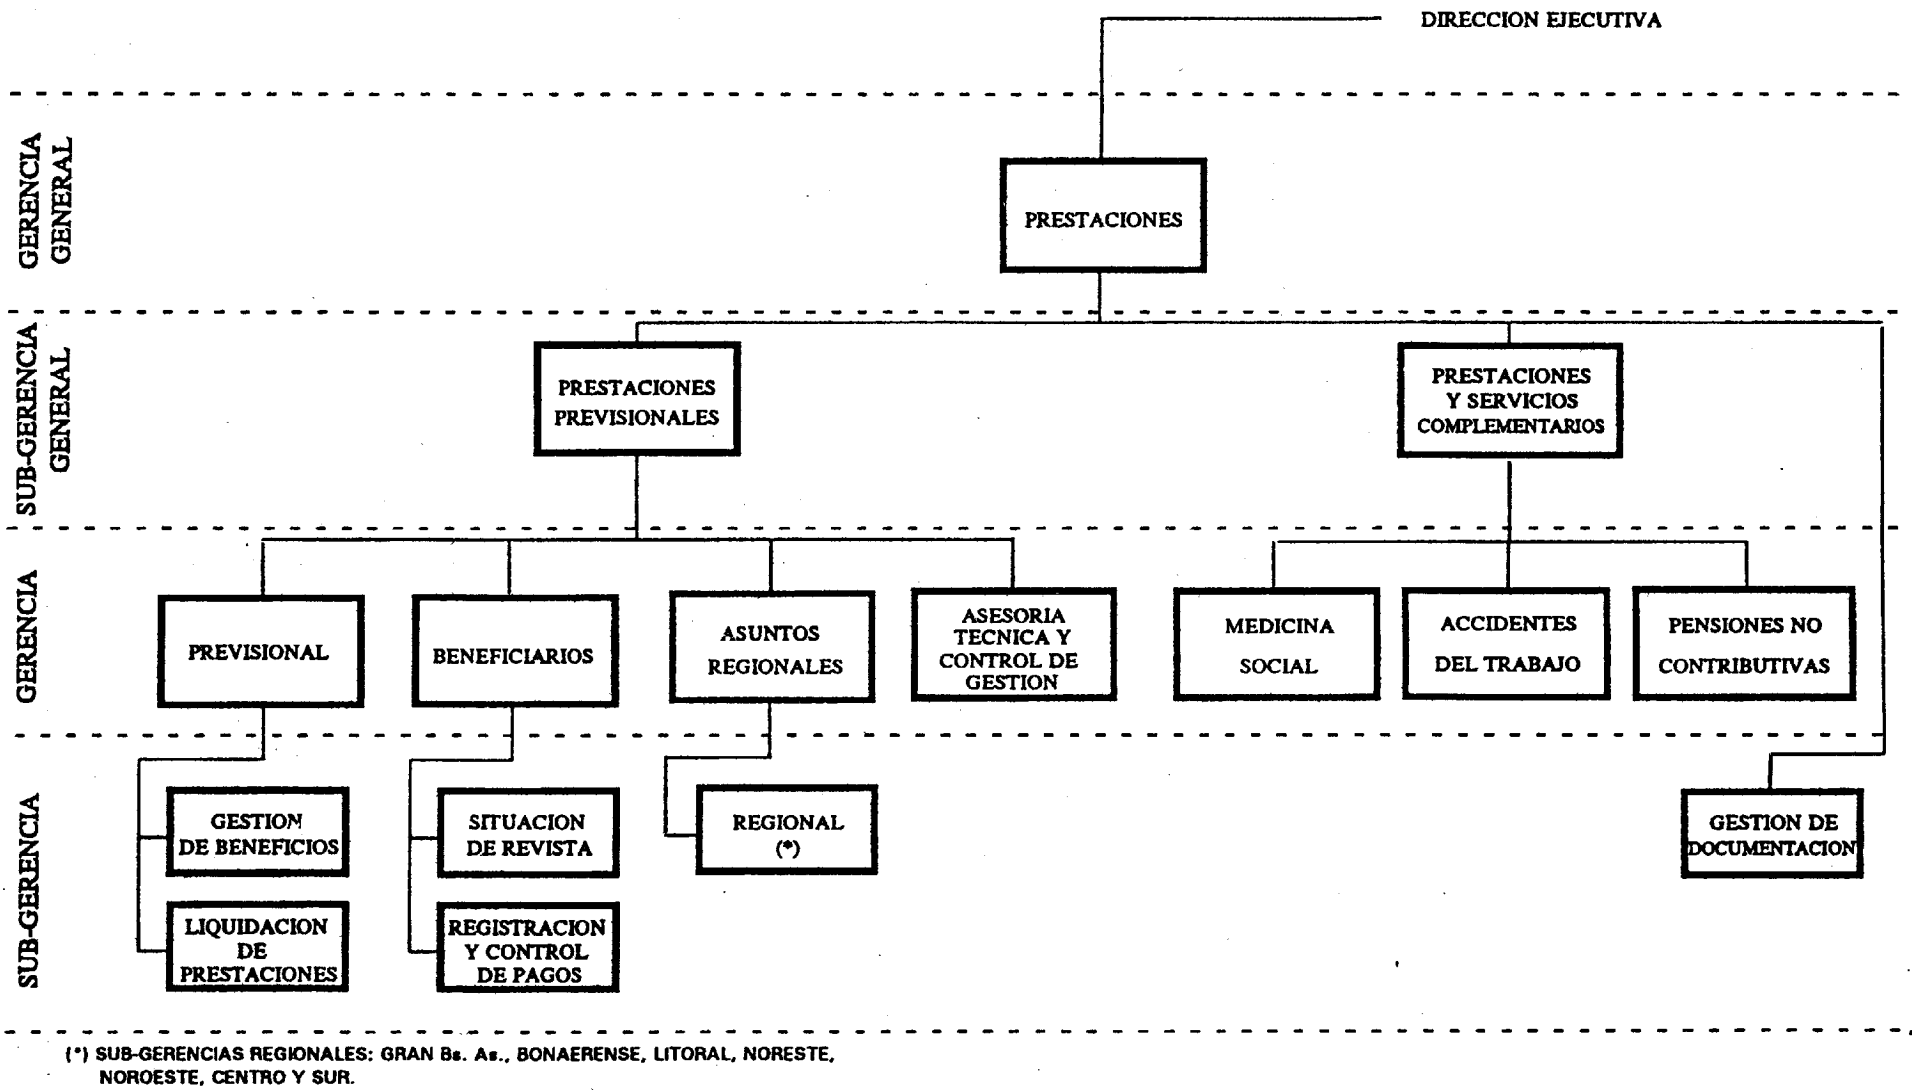 DIRECCION EJECUTIVA
GERENCIA
GENERAL
PRESTACIONES
SUB-GERENCIA
GENERAL
PRESTACIONES
PREVISIONALES
PRESTACIONES
Y SERVICIOS
COMPLEMENTARIOS
GERENCIA
PREVISIONAL
BENEFICIARIOS
ASUNTOS
REGIONALES
ASESORIA
TECNICA Y
CONTROL DE
GESTION
MEDICINA
SOCIAL
ACCIDENTES
DEL TRABAJO
PENSIONES NO
CONTRIBUTIVAS
SUB-GERENCIA
GESTION
DE BENEFICIOS
LIQUIDACION
DE
PRESTACIONES
SITUACION
DE REVISTA
REGISTRACION
Y CONTROL
DE PAGOS
REGIONAL
(*)
GESTION DE
DOCUMENTACION
(*) SUB-GERENCIAS REGIONALES: GRAN Bs. As., BONAERENSE, LITORAL, NORESTE,
NOROESTE, CENTRO Y SUR.